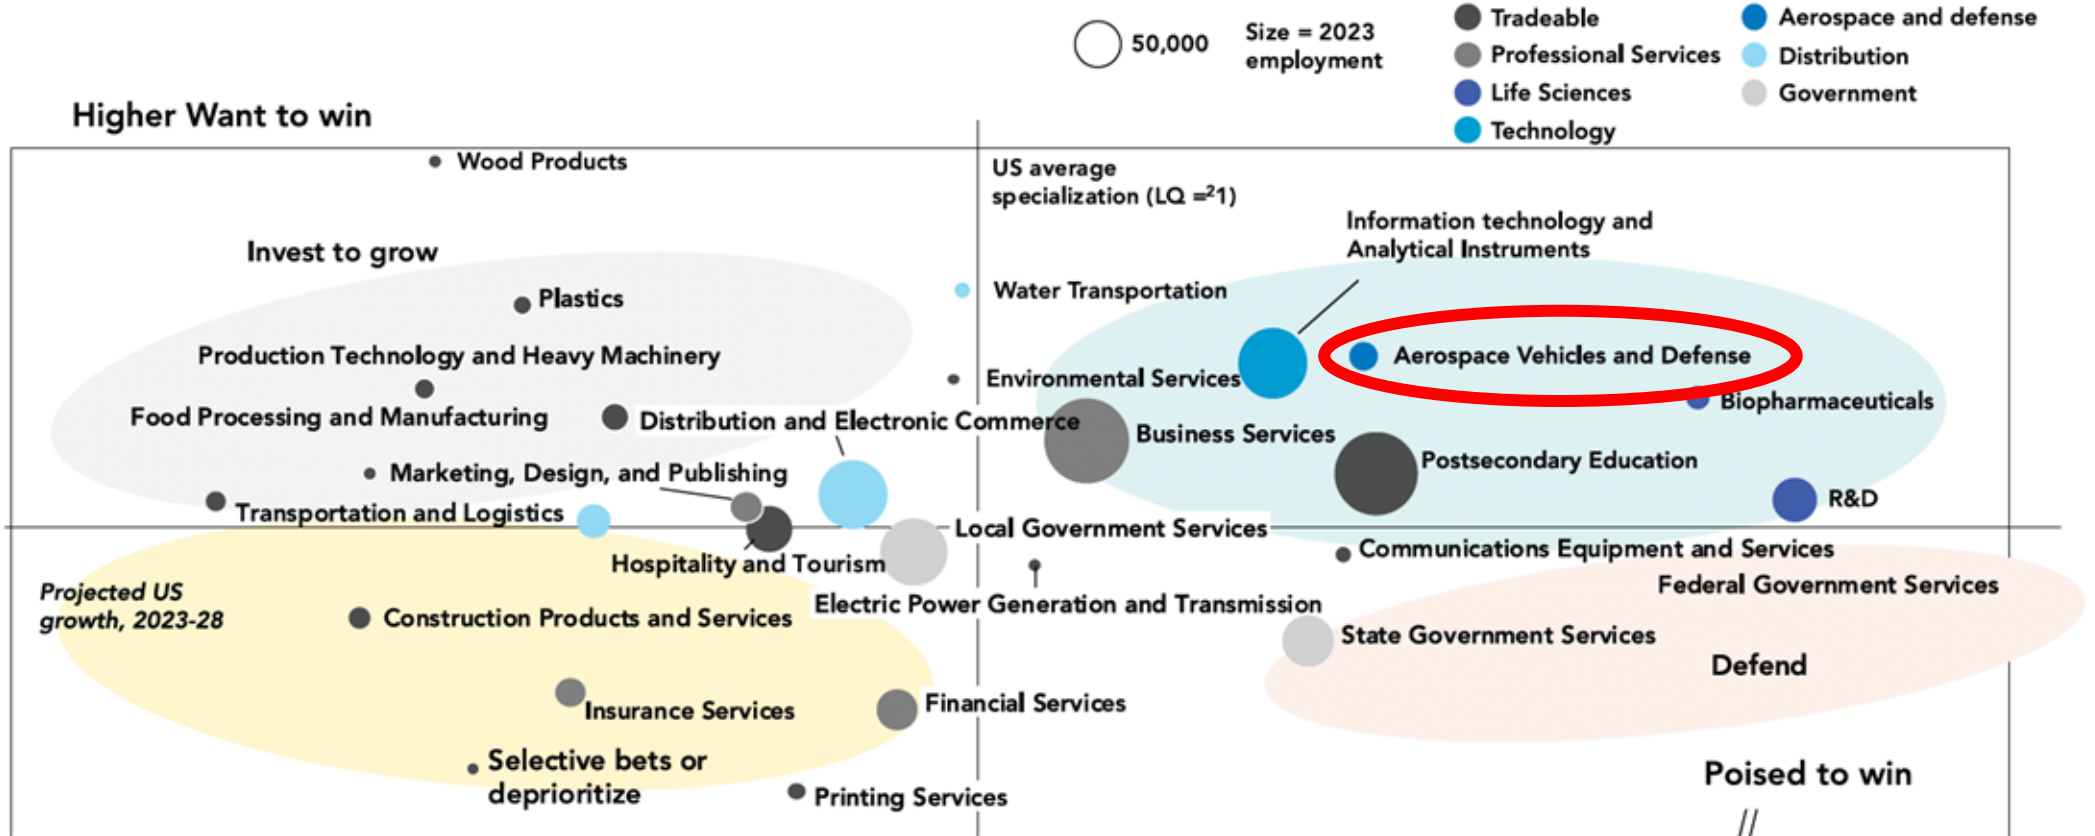 50,000
Size = 2023
employment
Tradeable
Professional Services
Life Sciences
Technology
Aerospace and defense
Distribution
Government
Higher Want to win
Wood Products
US average
specialization (LQ =²1)
Information technology and
Analytical Instruments
Invest to grow
Plastics
Water Transportation
Production Technology and Heavy Machinery
Aerospace Vehicles and Defense
Environmental Services
Biopharmaceuticals
Food Processing and Manufacturing
Distribution and Electronic Commerce
Business Services
Postsecondary Education
Marketing, Design, and Publishing
R&D
Transportation and Logistics
Local Government Services
Communications Equipment and Services
Hospitality and Tourism
Federal Government Services
Projected US
growth, 2023-28
Electric Power Generation and Transmission
Construction Products and Services
State Government Services
Defend
Insurance Services
Financial Services
Selective bets or
deprioritize
Printing Services
Poised to win
//